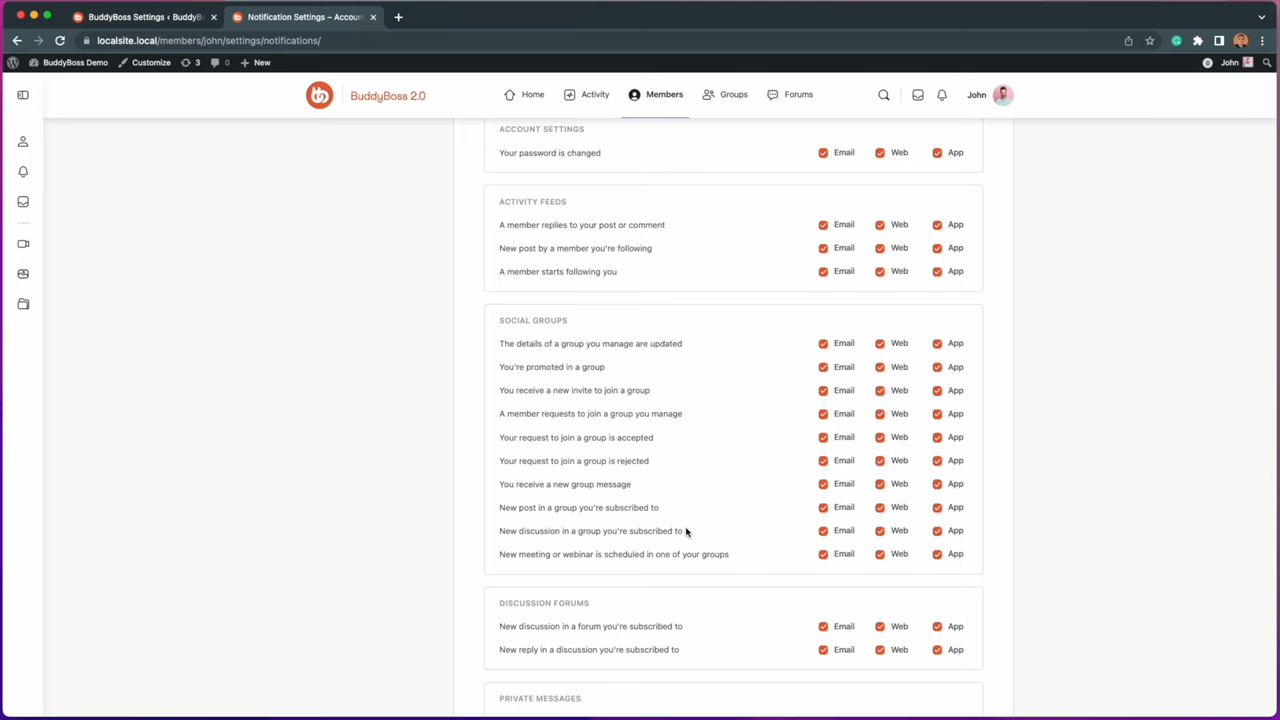 BuddyBoss Settings ‹ BuddyBo
Notification Settings – Accoun
localsite.local/members/john/settings/notifications/
BuddyBoss Demo
Customize
3
0
New
John
BuddyBoss 2.0
Home
Activity
Members
Groups
Forums
John
ACCOUNT SETTINGS
Your password is changed Email Web App
ACTIVITY FEEDS
A member replies to your post or comment Email Web App
New post by a member you're following Email Web App
A member starts following you Email Web App
SOCIAL GROUPS
The details of a group you manage are updated Email Web App
You're promoted in a group Email Web App
You receive a new invite to join a group Email Web App
A member requests to join a group you manage Email Web App
Your request to join a group is accepted Email Web App
Your request to join a group is rejected Email Web App
You receive a new group message Email Web App
New post in a group you're subscribed to Email Web App
New discussion in a group you're subscribed to Email Web App
New meeting or webinar is scheduled in one of your groups Email Web App
DISCUSSION FORUMS
New discussion in a forum you're subscribed to Email Web App
New reply in a discussion you're subscribed to Email Web App
PRIVATE MESSAGES